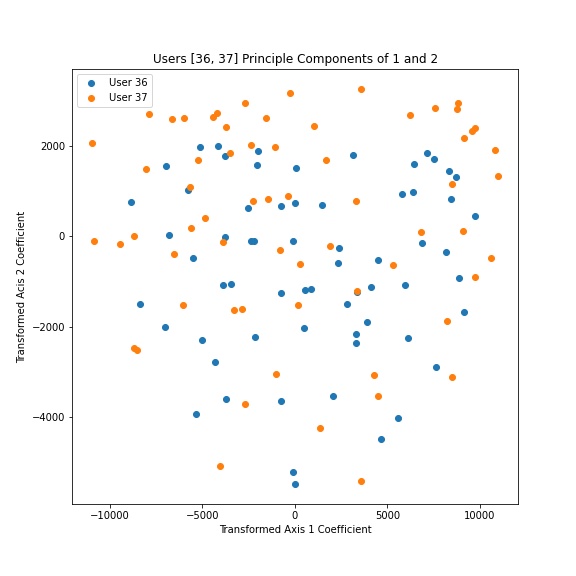 Users [36, 37] Principle Components of 1 and 2
User 36
User 37
2000
0
−2000
−4000
Transformed Acis 2 Coefficient
−10000 −5000 0 5000 10000
Transformed Axis 1 Coefficient